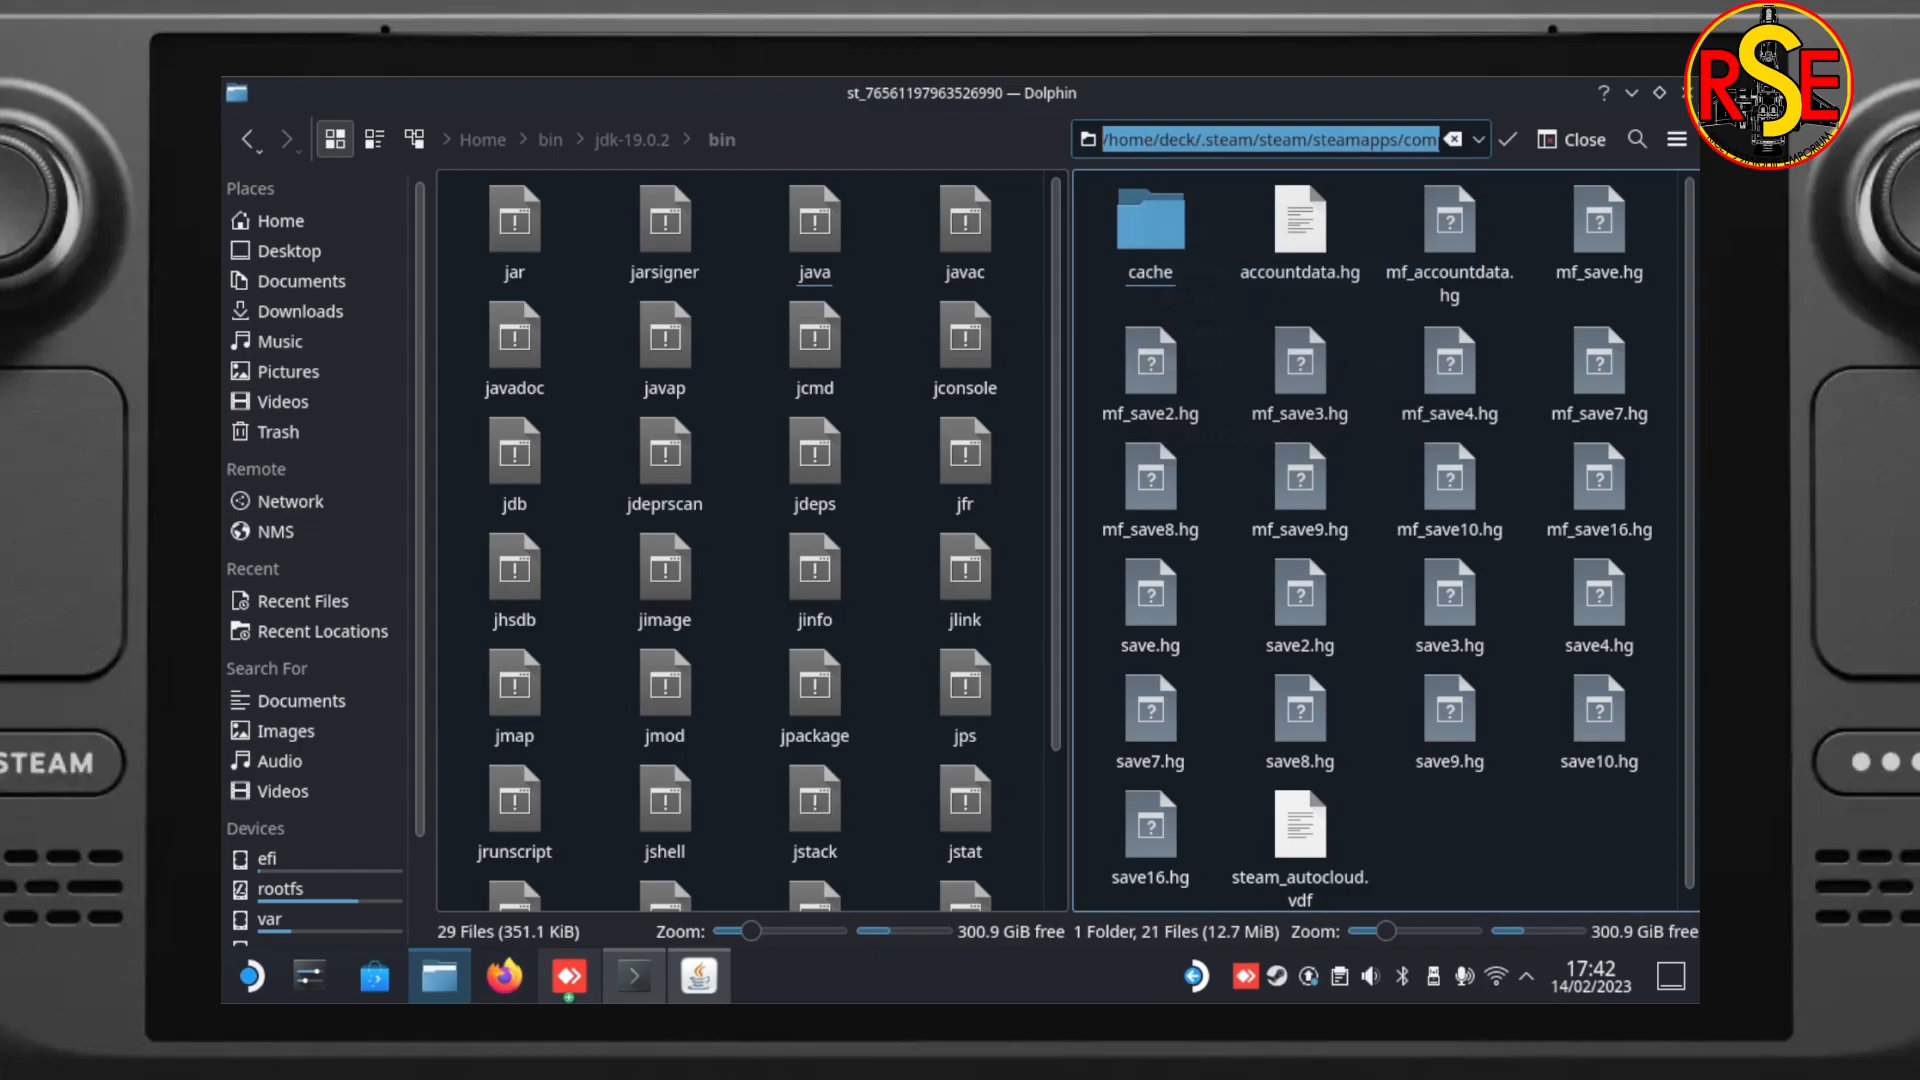 st_76561197963526990 — Dolphin
Home
bin
jdk-19.0.2
bin
/home/deck/.steam/steam/steamapps/com
Close
RSE
EMPORIUM
Places
Home
Desktop
Documents
Downloads
Music
Pictures
Videos
Trash
Remote
Network
NMS
Recent
Recent Files
Recent Locations
Search For
Documents
Images
Audio
Videos
Devices
efi
rootfs
var
jar
jarsigner
java
javac
javadoc
javap
jcmd
jconsole
jdb
jdeprscan
jdeps
jfr
jhsdb
jimage
jinfo
jlink
jmap
jmod
jpackage
jps
jrunscript
jshell
jstack
jstat
cache
accountdata.hg
mf_accountdata.
hg
mf_save.hg
mf_save2.hg
mf_save3.hg
mf_save4.hg
mf_save7.hg
mf_save8.hg
mf_save9.hg
mf_save10.hg
mf_save16.hg
save.hg
save2.hg
save3.hg
save4.hg
save7.hg
save8.hg
save9.hg
save10.hg
save16.hg
steam_autocloud.
vdf
29 Files (351.1 KiB)
Zoom:
300.9 GiB free
1 Folder, 21 Files (12.7 MiB)
Zoom:
300.9 GiB free
STEAM
17:42
14/02/2023